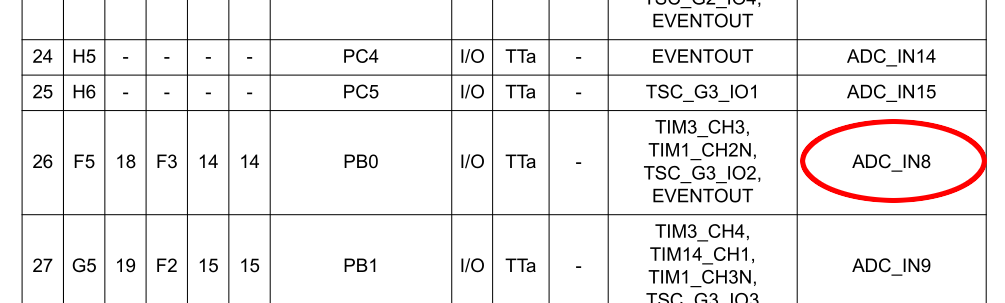 TSC_G2_IO4,
EVENTOUT
24 H5 - - - - PC4 I/O TTa - EVENTOUT ADC_IN14
25 H6 - - - - PC5 I/O TTa - TSC_G3_IO1 ADC_IN15
26 F5 18 F3 14 14 PB0 I/O TTa - TIM3_CH3, ADC_IN8
TIM1_CH2N,
TSC_G3_IO2,
EVENTOUT
27 G5 19 F2 15 15 PB1 I/O TTa - TIM3_CH4, ADC_IN9
TIM14_CH1,
TIM1_CH3N,
TSC_G3_IO3